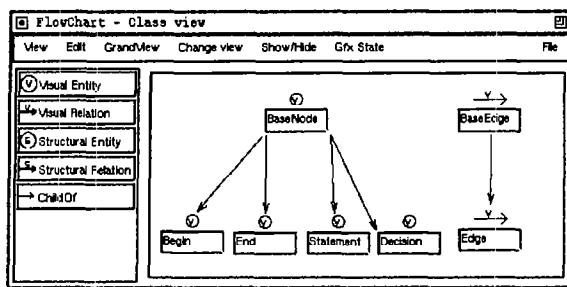 FlowChart - Class view
View Edit GrandView Change view Show/Hide Gfx State File
V Visual Entity
V Visual Relation
S Structural Entity
S Structural Relation
ChildOf
V V
BaseNode BaseEdge
V V V V V
Begin End Statement Decision Edge